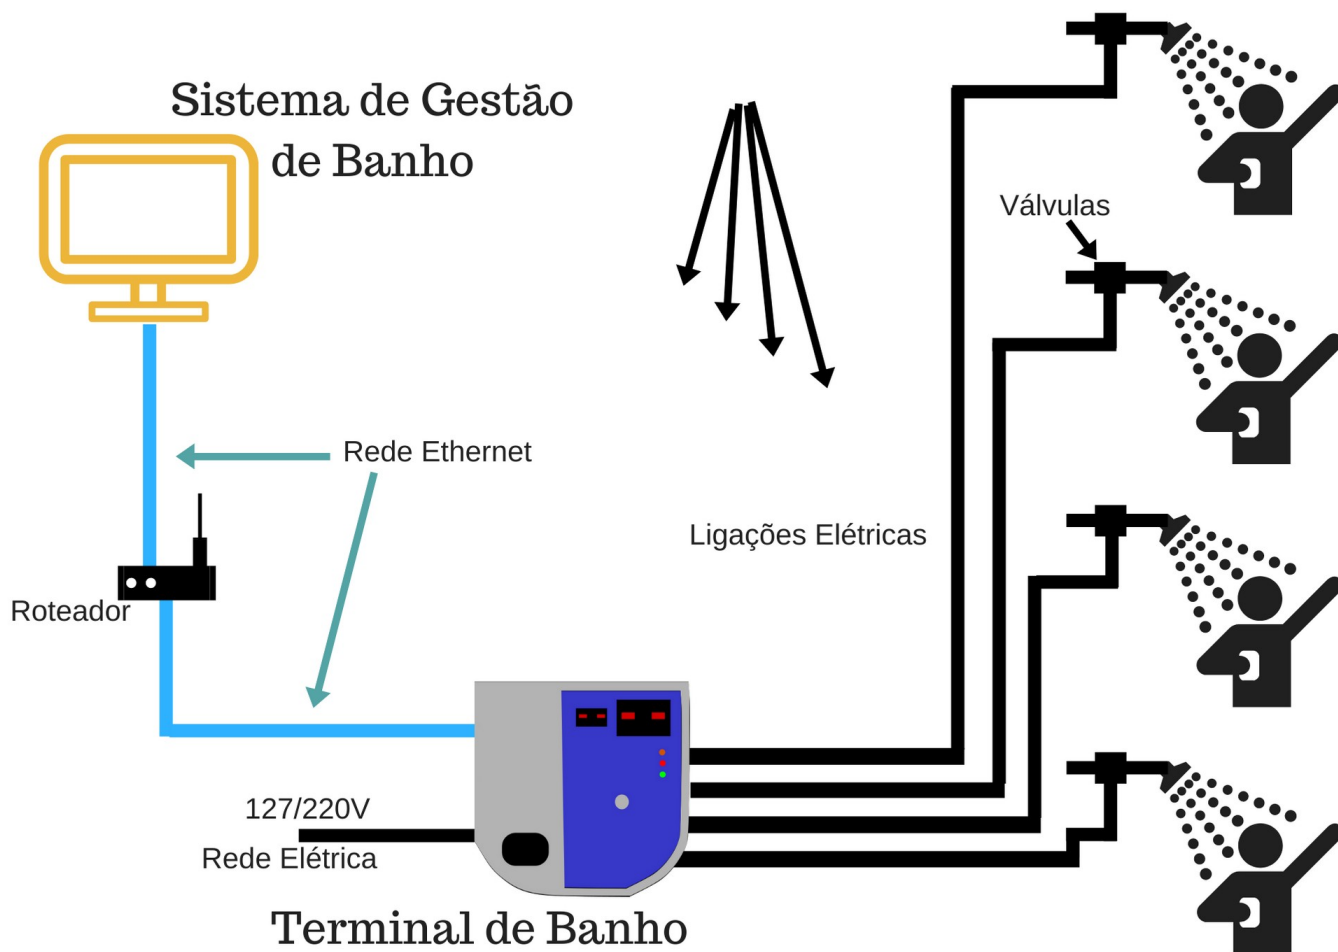 Sistema de Gestão
de Banho
Válvulas
Rede Ethernet
Ligações Elétricas
Roteador
127/220V
Rede Elétrica
Terminal de Banho